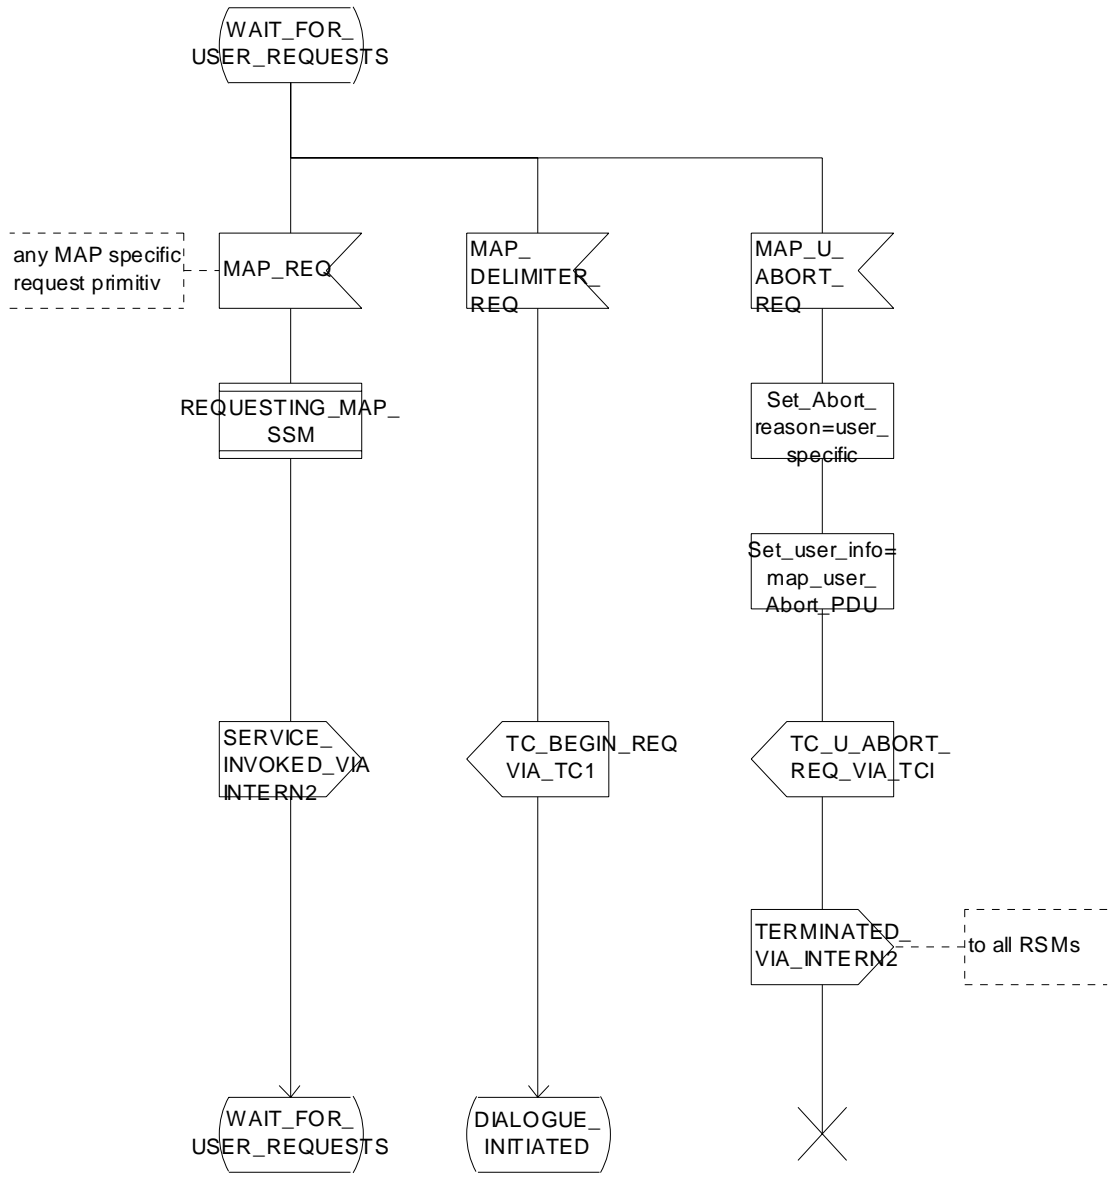 WAIT_FOR_
USER_REQUESTS
any MAP specific
request primitiv
MAP_REQ
MAP_
DELIMITER_
REQ
MAP_U_
ABORT_
REQ
REQUESTING_MAP_
SSM
Set_Abort_
reason=user_
specific
Set_user_info=
map_user_
Abort_PDU
SERVICE_
INVOKED_VIA
INTERN2
TC_BEGIN_REQ
VIA_TC1
TC_U_ABORT_
REQ_VIA_TCI
TERMINATED_
VIA_INTERN2
to all RSMs
WAIT_FOR_
USER_REQUESTS
DIALOGUE_
INITIATED